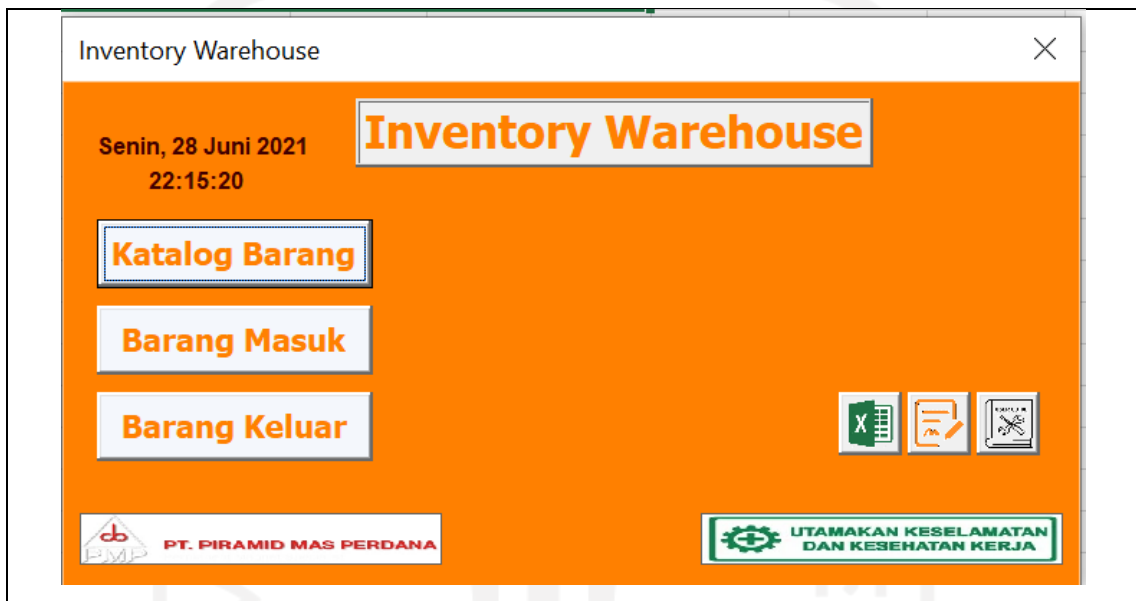 Inventory Warehouse
Inventory Warehouse
Senin, 28 Juni 2021
22:15:20
Katalog Barang
Barang Masuk
Barang Keluar
X
PMP
PT. PIRAMID MAS PERDANA
UTAMAKAN KESELAMATAN
DAN KESEHATAN KERJA